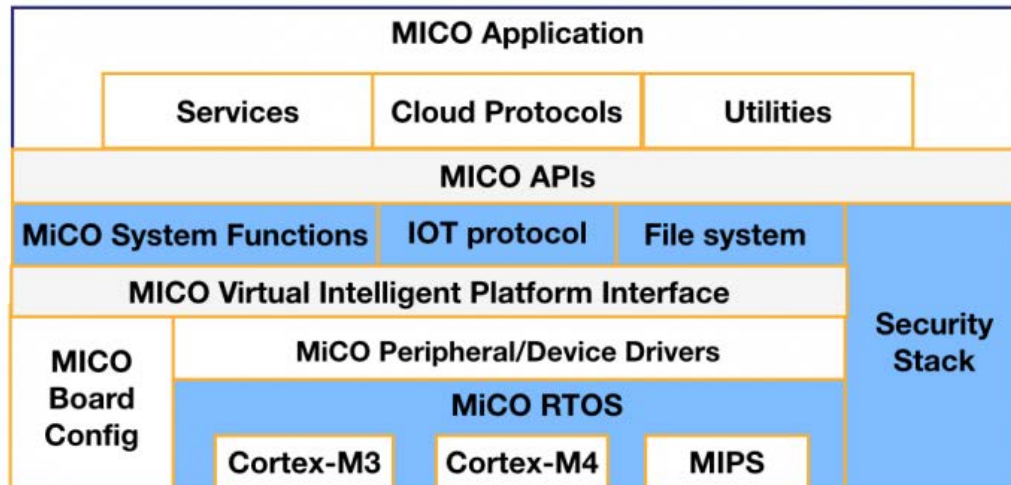 MICO Application
Services
Cloud Protocols
Utilities
MICO APIs
MiCO System Functions
IOT protocol
File system
MICO Virtual Intelligent Platform Interface
Security
Stack
MICO
Board
Config
MiCO Peripheral/Device Drivers
MiCO RTOS
Cortex-M3
Cortex-M4
MIPS